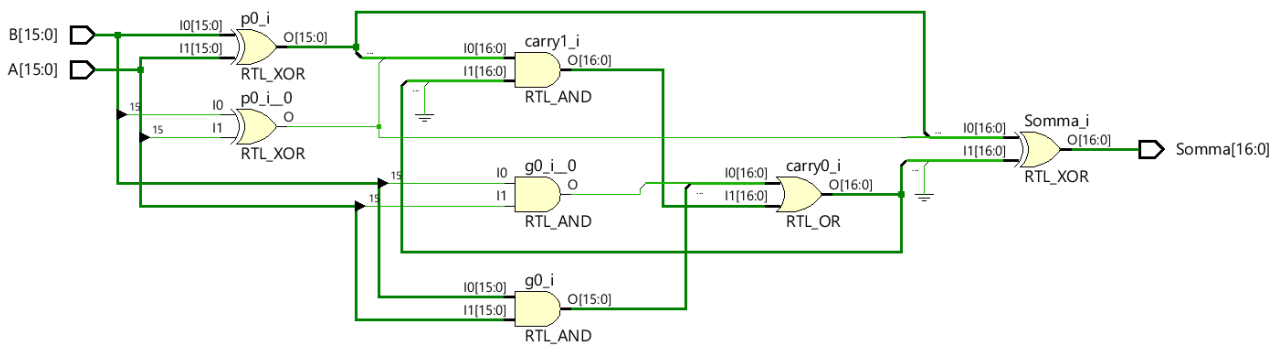 B[15:0]
A[15:0]
p0_i
I0[15:0]
I1[15:0]
O[15:0]
RTL_XOR
p0_i__0
15
I0
15
I1
O
RTL_XOR
...
carry1_i
I0[16:0]
I1[16:0]
O[16:0]
...
RTL_AND
g0_i__0
15
I0
15
I1
O
RTL_AND
g0_i
I0[15:0]
I1[15:0]
O[15:0]
RTL_AND
carry0_i
I0[16:0]
...
I1[16:0]
O[16:0]
RTL_OR
Somma_i
...
I0[16:0]
I1[16:0]
...
O[16:0]
RTL_XOR
Somma[16:0]